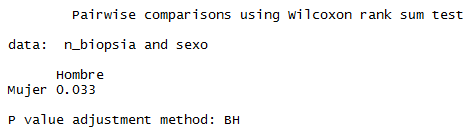 Pairwise comparisons using Wilcoxon rank sum test
data:  n_biopsia and sexo
Hombre
Mujer 0.033
P value adjustment method: BH